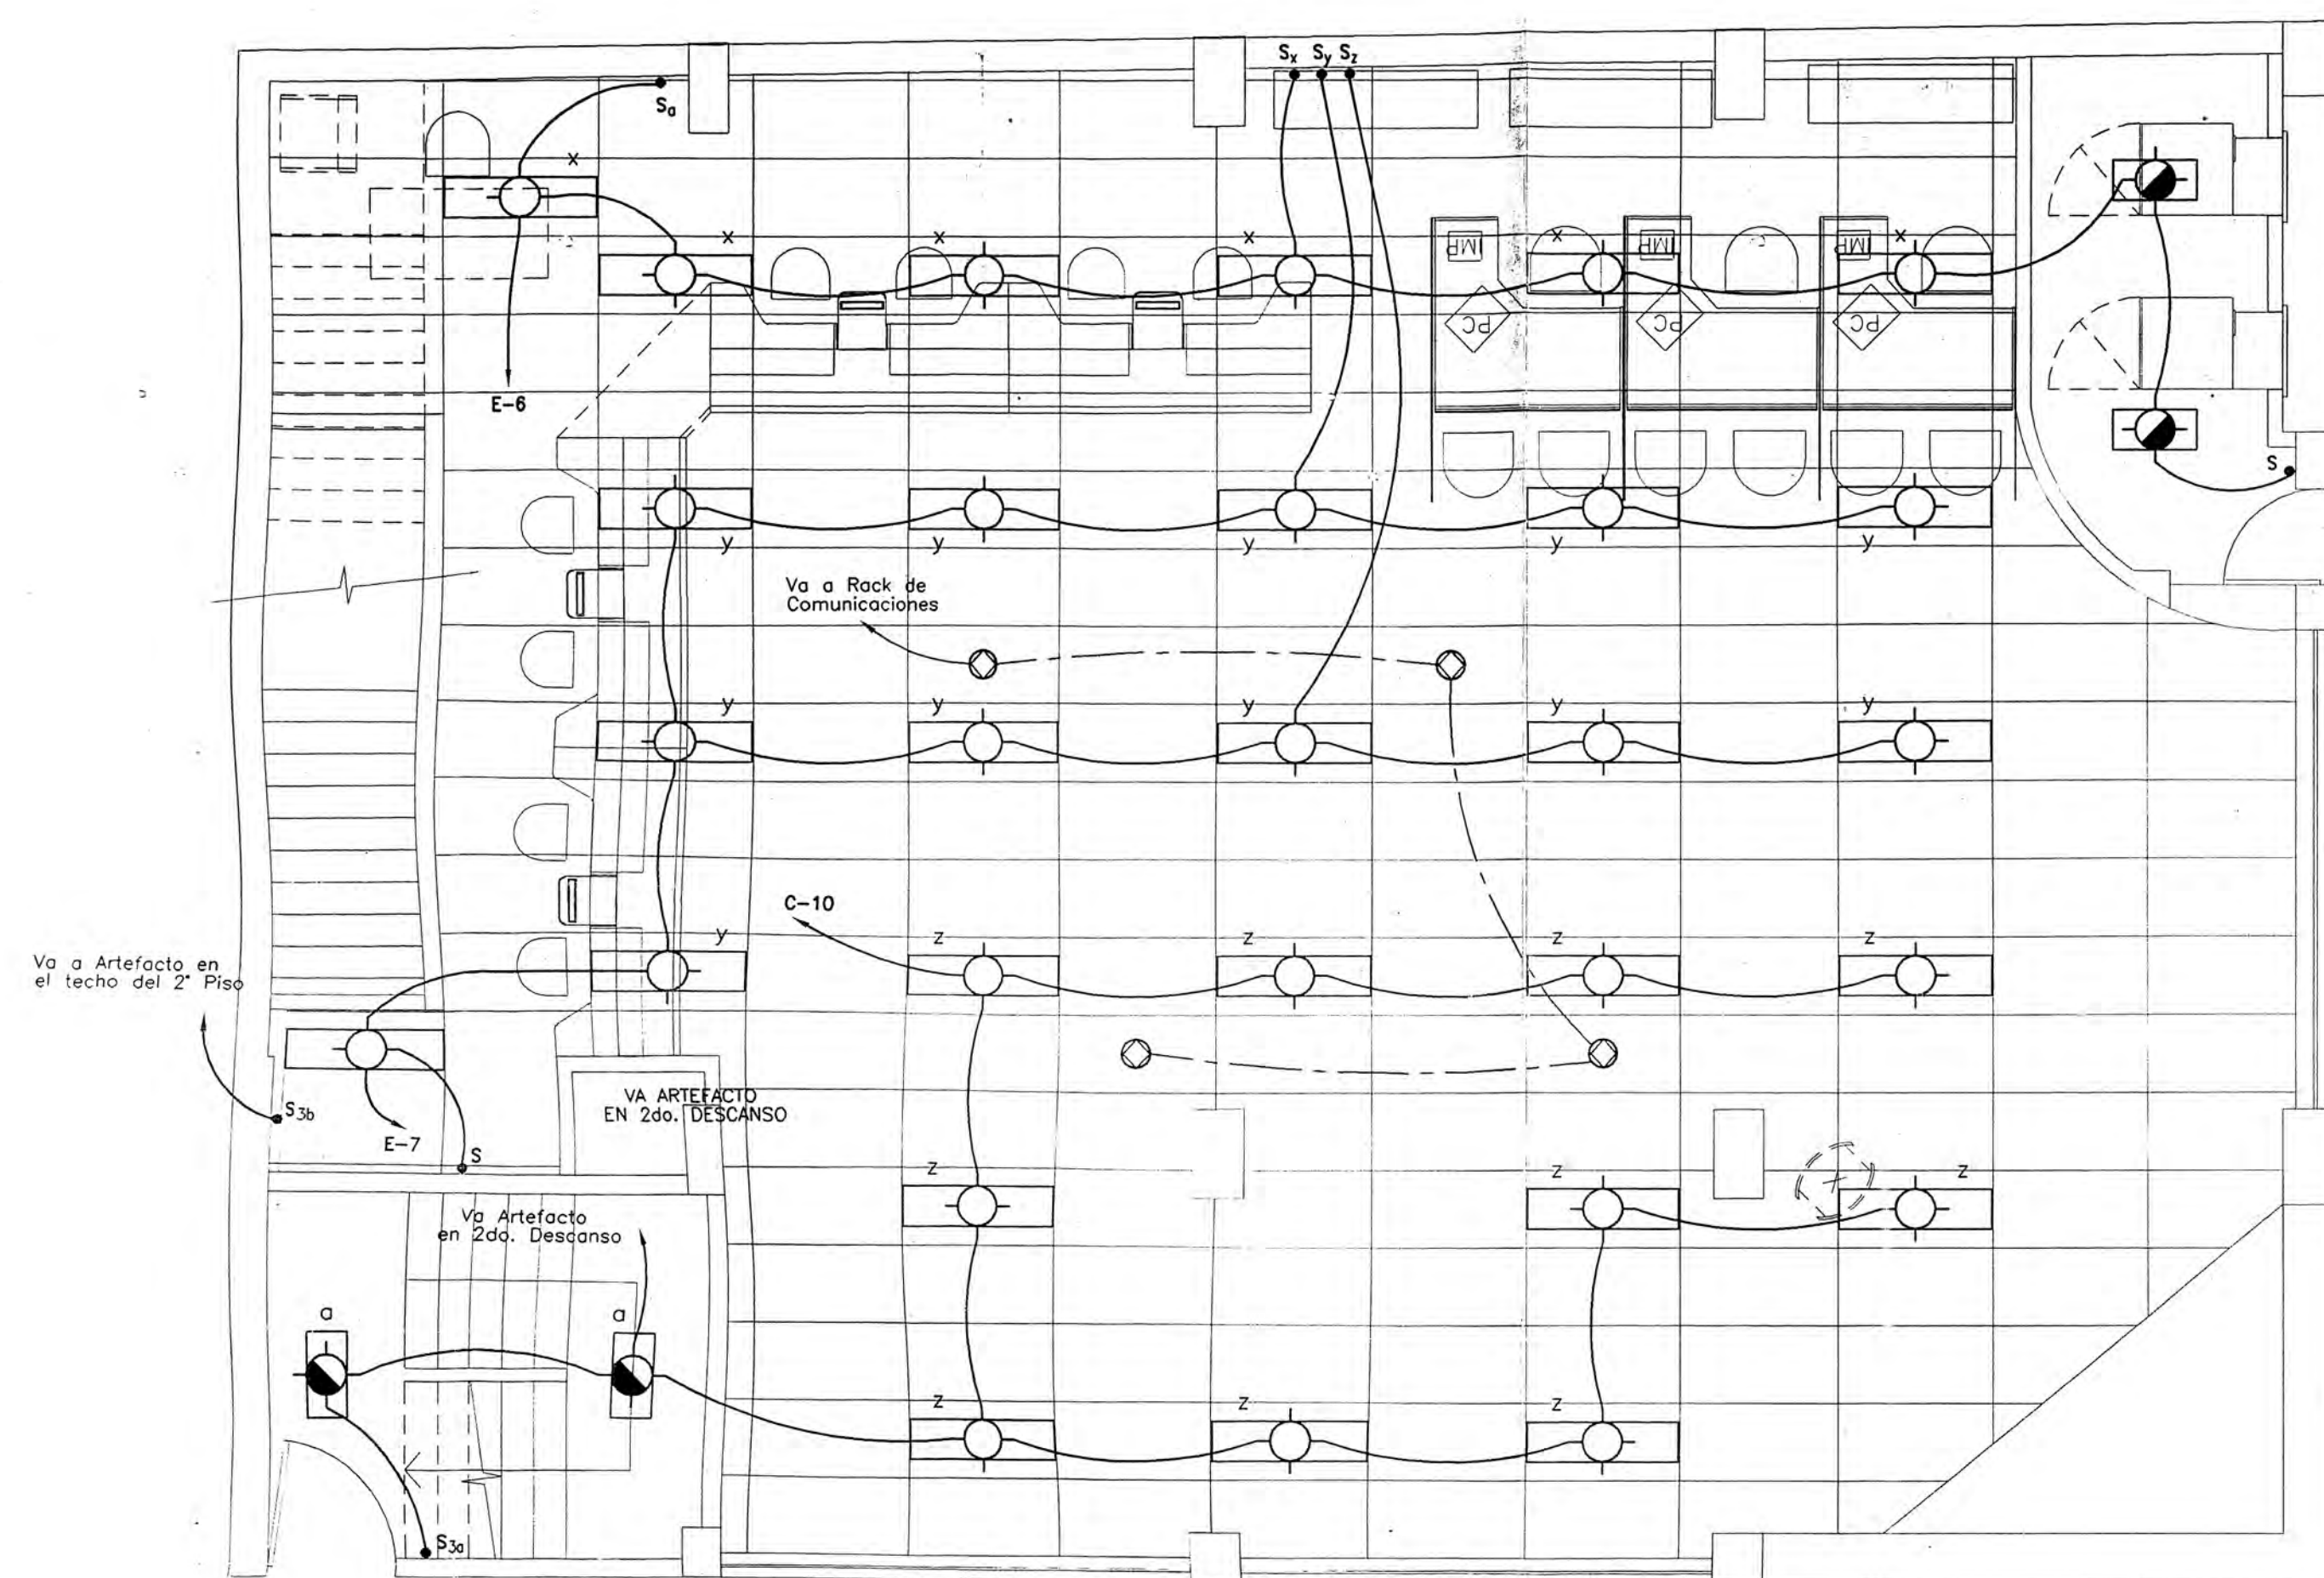 Sx Sy Sz
Sa
x
x x x x x
IMP IMP IMP
PC PC PC
E-6
S
y y y y y
Va a Rack de
Comunicaciones
y y y y y
C-10
y z z z z
Va a Artefacto en
el techo del 2° Piso
VA ARTEFACTO
EN 2do. DESCANSO
S3b
E-7
S
z z z
Va Artefacto
en 2do. Descanso
a a
z z z
S3a